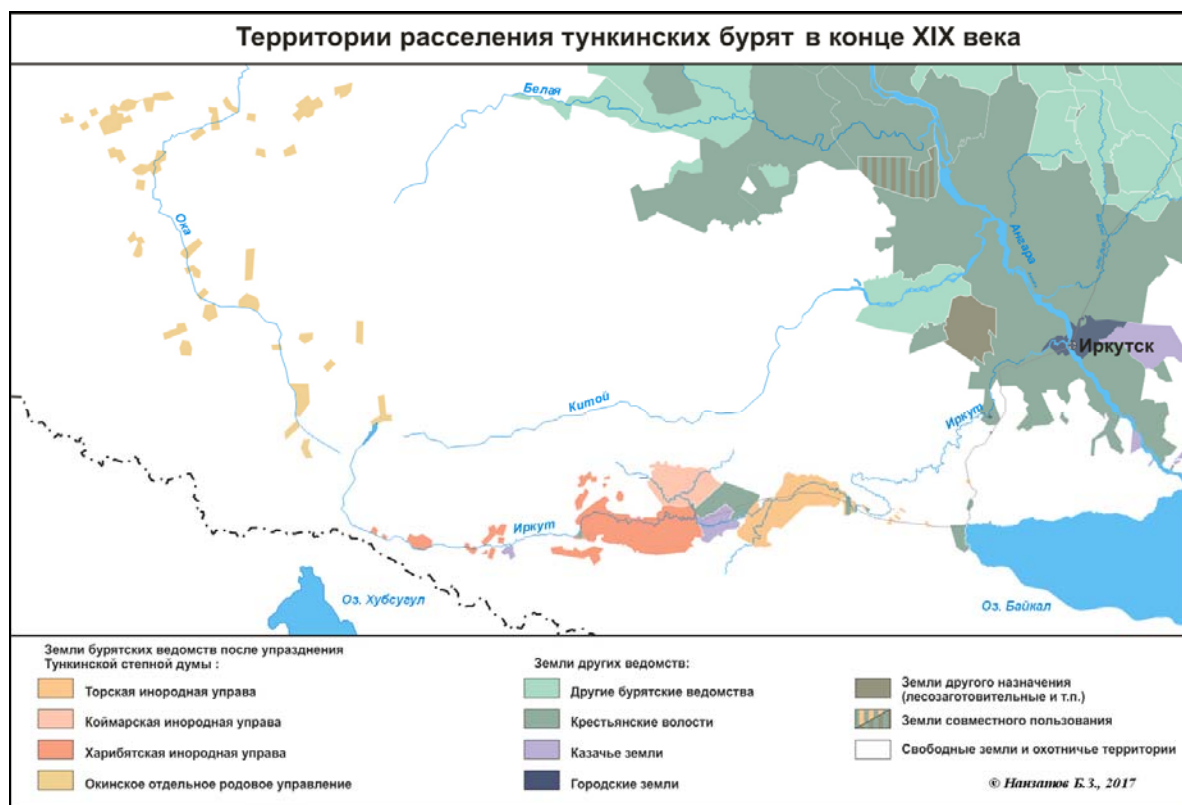 Территории расселения тункинских бурят в конце XIX века
Белая
Ока
Ангара
Иркутск
Китой
Иркут
Иркут
Оз. Хубсугул
Оз. Байкал
Земли бурятских ведомств после упразднения
Тункинской степной думы :
Торская инородная управа
Коймарская инородная управа
Харибятская инородная управа
Окинское отдельное родовое управление
Земли других ведомств:
Другие бурятские ведомства
Крестьянские волости
Казачье земли
Городские земли
Земли другого назначения
(лесозаготовительные и т.п.)
Земли совместного пользования
Свободные земли и охотничье территории
© Нанзатов Б.З., 2017